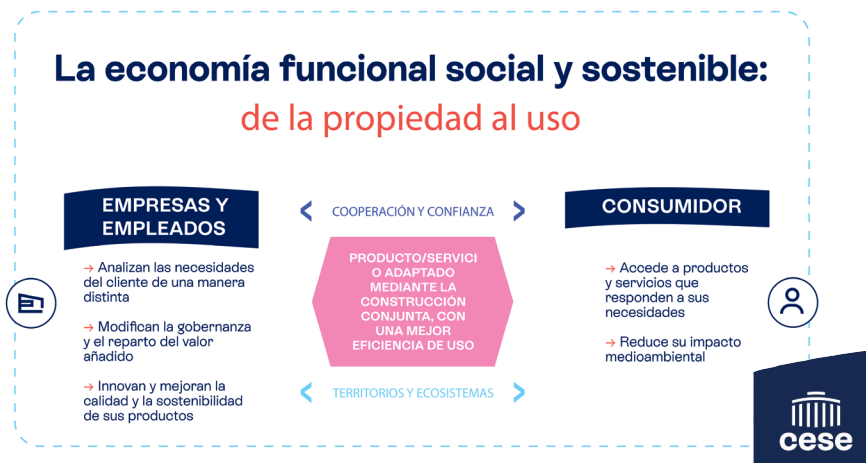 La economía funcional social y sostenible:
de la propiedad al uso
EMPRESAS Y
EMPLEADOS
→ Analizan las necesidades
del cliente de una manera
distinta
→ Modifican la gobernanza
y el reparto del valor
añadido
→ Innovan y mejoran la
calidad y la sostenibilidad
de sus productos
COOPERACIÓN Y CONFIANZA
PRODUCTO/SERVICI
O ADAPTADO
MEDIANTE LA
CONSTRUCCIÓN
CONJUNTA, CON
UNA MEJOR
EFICIENCIA DE USO
TERRITORIOS Y ECOSISTEMAS
CONSUMIDOR
→ Accede a productos
y servicios que
responden a sus
necesidades
→ Reduce su impacto
medioambiental
cese